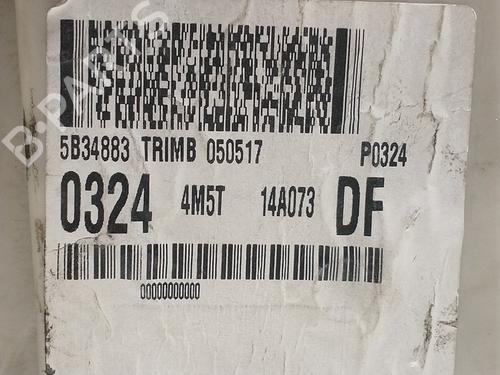 B-PARTS
5B34883 TRIMB 050517 P0324
0324 4M5T 14A073 DF
00000000000